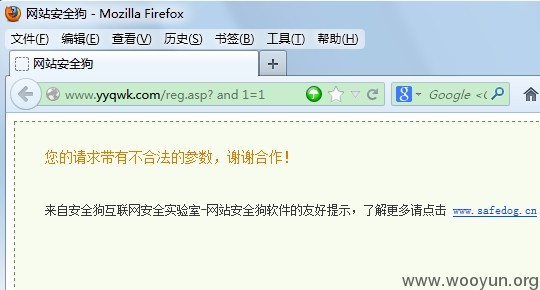 网站安全狗 - Mozilla Firefox
文件(F) 编辑(E) 查看(V) 历史(S) 书签(B) 工具(T) 帮助(H)
网站安全狗
www.yyqwk.com/reg.asp? and 1=1 Google
您的请求带有不合法的参数，谢谢合作!
来自安全狗互联网安全实验室-网站安全狗软件的友好提示，了解更多请点击 www.safedog.cn
www.wooyun.org